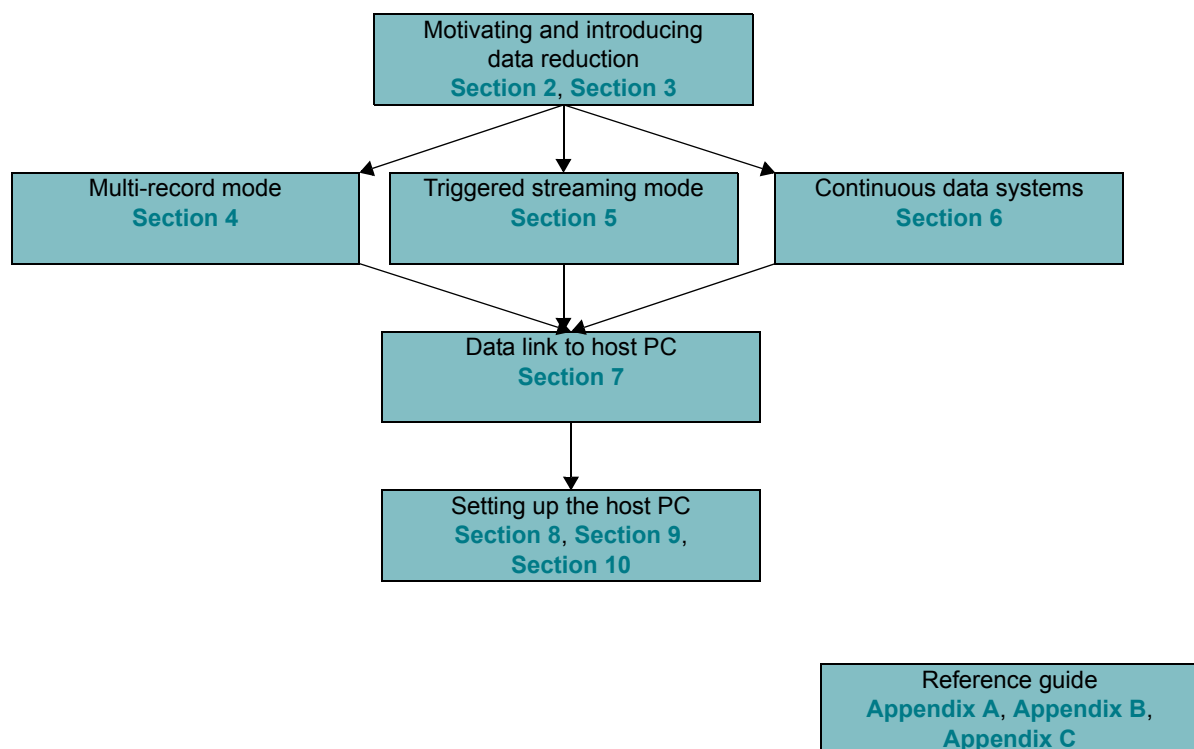 Motivating and introducing
data reduction
Section 2, Section 3
Multi-record mode
Section 4
Triggered streaming mode
Section 5
Continuous data systems
Section 6
Data link to host PC
Section 7
Setting up the host PC
Section 8, Section 9,
Section 10
Reference guide
Appendix A, Appendix B,
Appendix C